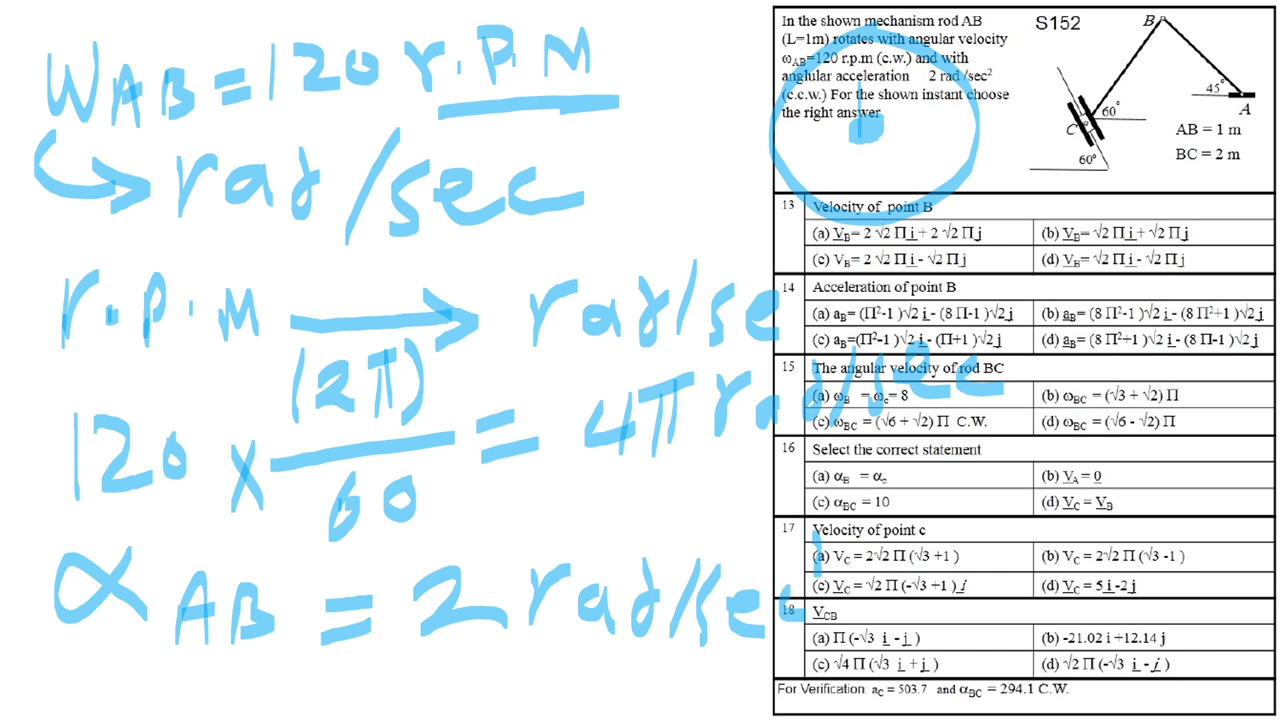 WAB = 120 r.P.M
rad/sec
r.P.M rad/se
120 x (2π) / 60 = 4π rad/sec
αAB = 2 rad/sec
In the shown mechanism rod AB
(L=1m) rotates with angular velocity
ωAB=120 r.p.m (c.w.) and with
anglular acceleration 2 rad /sec²
(c.c.w.) For the shown instant choose
the right answer
S152
B
45°
A
60°
C
60°
AB = 1 m
BC = 2 m
13 Velocity of point B
(a) VB= 2 √2 Π i + 2 √2 Π j (b) VB= √2 Π i + √2 Π j
(c) VB= 2 √2 Π i - √2 Π j (d) VB= √2 Π i - √2 Π j
14 Acceleration of point B
(a) aB= (Π²-1 )√2 i - (8 Π-1 )√2 j (b) aB= (8 Π²-1 )√2 i - (8 Π²+1 )√2 j
(c) aB=(Π²-1 )√2 i - (Π+1 )√2 j (d) aB= (8 Π²+1 )√2 i - (8 Π-1 )√2 j
15 The angular velocity of rod BC
(a) ωB = ωc= 8 (b) ωBC = (√3 + √2) Π
(c) ωBC = (√6 + √2) Π C.W. (d) ωBC = (√6 - √2) Π
16 Select the correct statement
(a) αB = αc (b) VA = 0
(c) αBC = 10 (d) VC = VB
17 Velocity of point c
(a) VC = 2√2 Π (√3 +1 ) (b) VC = 2√2 Π (√3 -1 )
(c) VC = √2 Π (-√3 +1 ) j (d) VC = 5 i -2 j
18 VCB
(a) Π (-√3 i - j ) (b) -21.02 i +12.14 j
(c) √4 Π (√3 i + j ) (d) √2 Π (-√3 i - j )
For Verification: aC = 503.7 and αBC = 294.1 C.W.